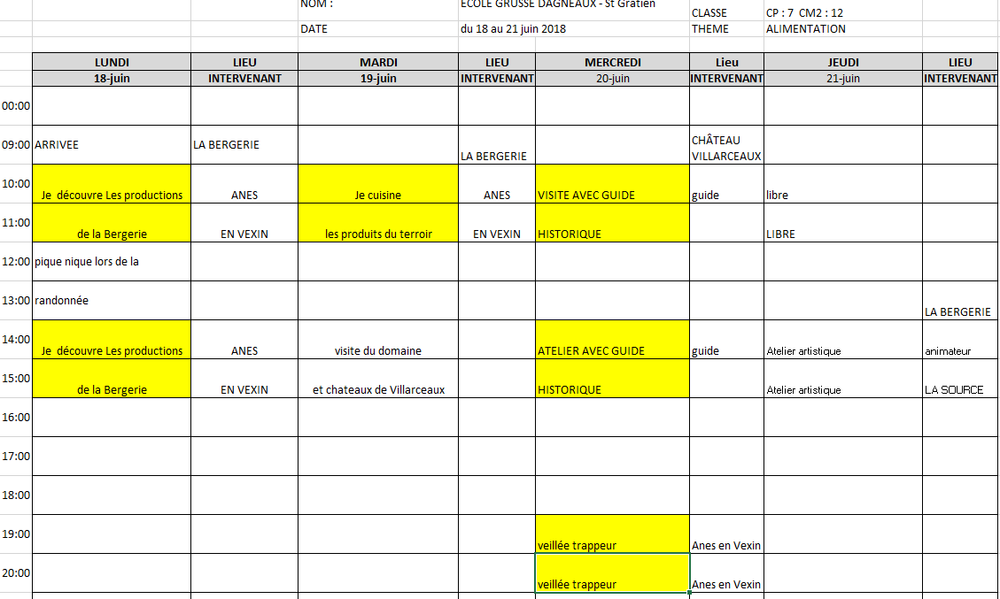 NOM : ECOLE GRUSSE DAGNEAUX - St Gratien
CLASSE CP : 7 CM2 : 12
DATE du 18 au 21 juin 2018 THEME ALIMENTATION
LUNDI LIEU MARDI LIEU MERCREDI Lieu JEUDI LIEU
18-juin INTERVENANT 19-juin INTERVENANT 20-juin INTERVENANT 21-juin INTERVENANT
00:00
09:00 ARRIVEE LA BERGERIE LA BERGERIE CHÂTEAU VILLARCEAUX
10:00 Je découvre Les productions ANES Je cuisine ANES VISITE AVEC GUIDE guide libre
11:00 de la Bergerie EN VEXIN les produits du terroir EN VEXIN HISTORIQUE LIBRE
12:00 pique nique lors de la
13:00 randonnée LA BERGERIE
14:00 Je découvre Les productions ANES visite du domaine ATELIER AVEC GUIDE guide Atelier artistique animateur
15:00 de la Bergerie EN VEXIN et chateaux de Villarceaux HISTORIQUE Atelier artistique LA SOURCE
16:00
17:00
18:00
19:00 veillée trappeur Anes en Vexin
20:00 veillée trappeur Anes en Vexin